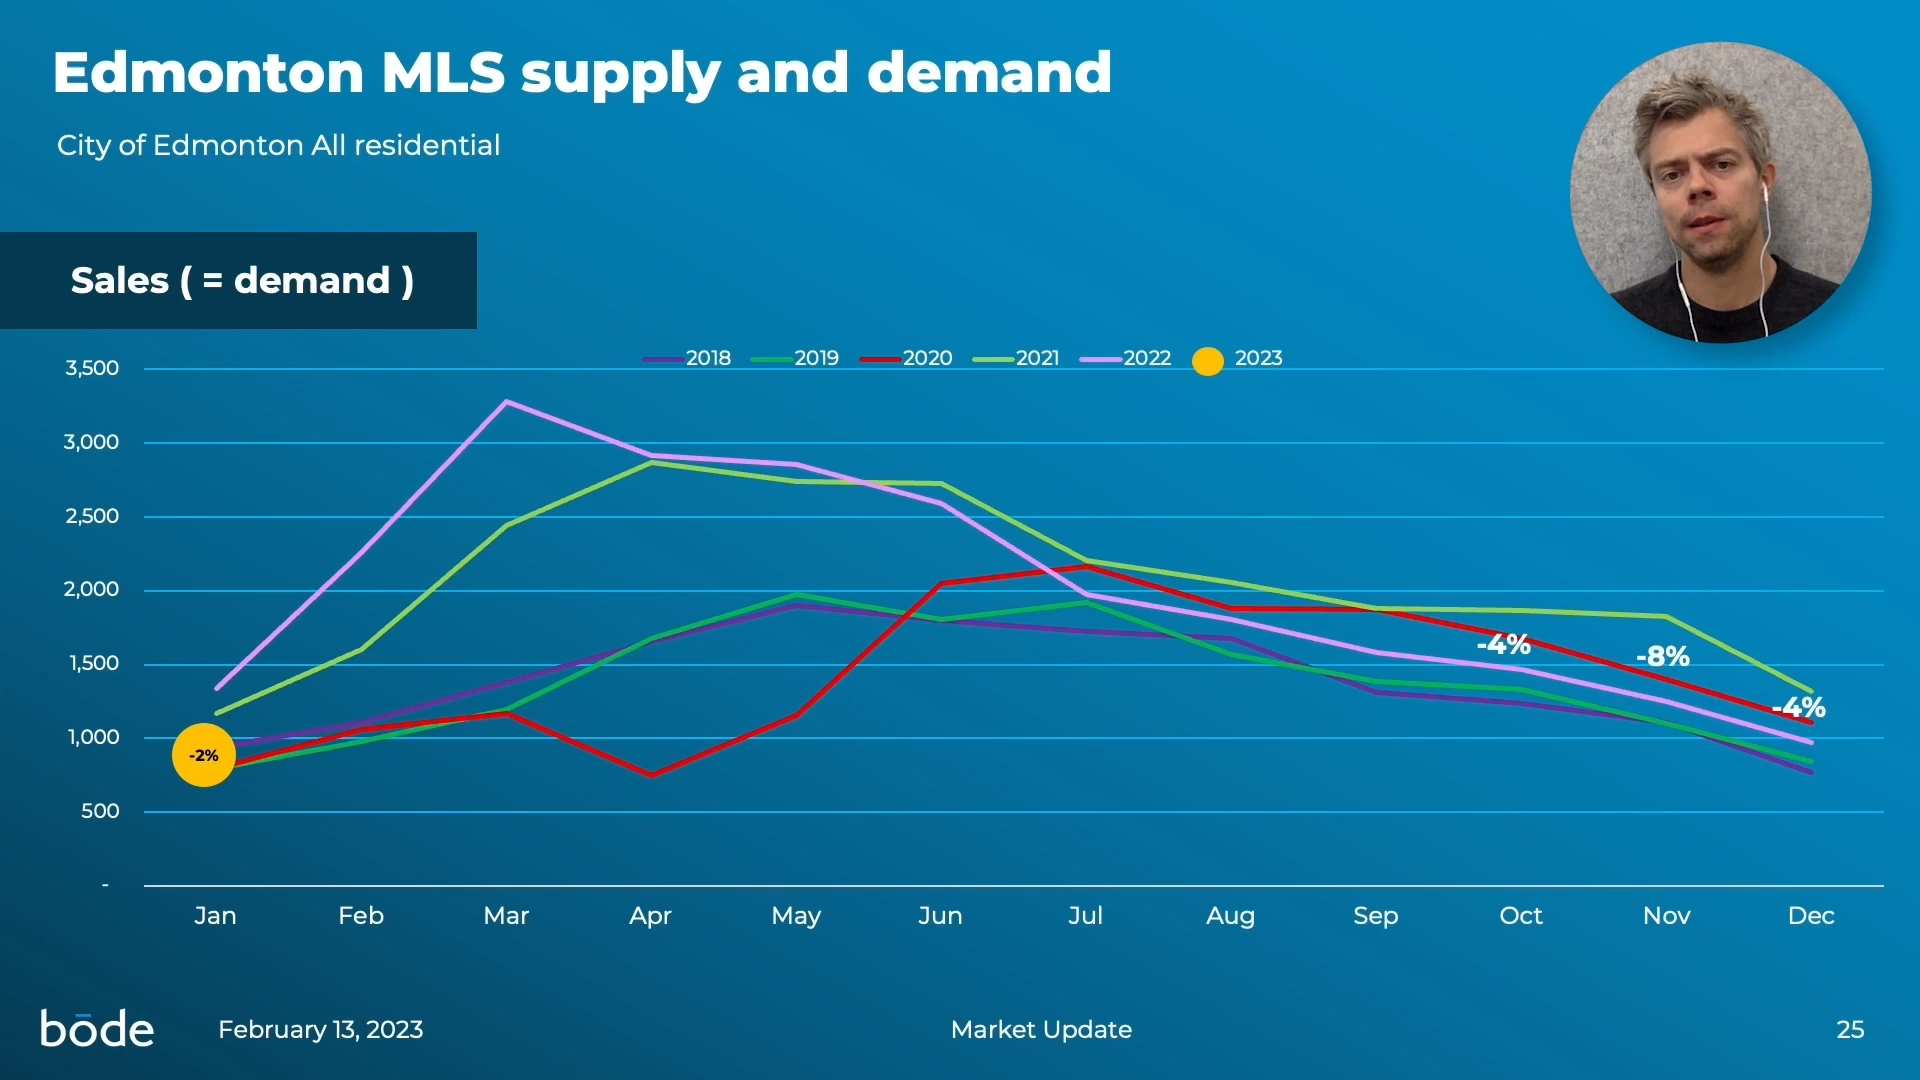 Edmonton MLS supply and demand
City of Edmonton All residential
Sales ( = demand )
2018 2019 2020 2021 2022 2023
3,500
3,000
2,500
2,000
1,500
1,000
500
-
-4%
-8%
-4%
-2%
Jan Feb Mar Apr May Jun Jul Aug Sep Oct Nov Dec
bōde February 13, 2023 Market Update 25